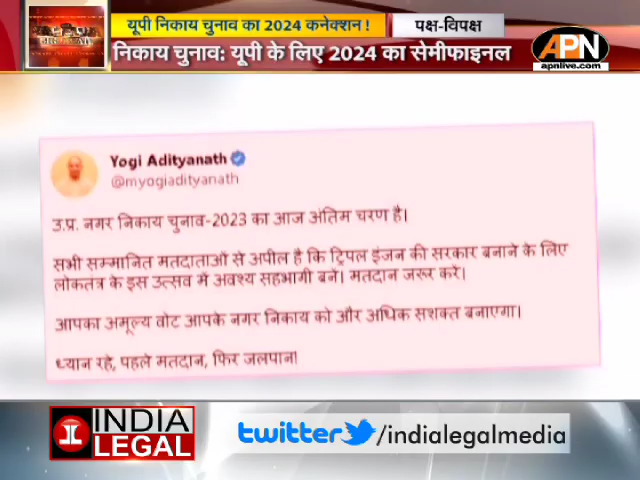 यूपी निकाय चुनाव का 2024 कनेक्शन !
पक्ष-विपक्ष
निकाय चुनाव: यूपी के लिए 2024 का सेमीफाइनल
APN
apnlive.com
Yogi Adityanath
@myogiadityanath
उ.प्र. नगर निकाय चुनाव-2023 का आज अंतिम चरण है।
सभी सम्मानित मतदाताओं से अपील है कि ट्रिपल इंजन की सरकार बनाने के लिए
लोकतंत्र के इस उत्सव में अवश्य सहभागी बनें। मतदान जरूर करें।
आपका अमूल्य वोट आपके नगर निकाय को और अधिक सशक्त बनाएगा।
ध्यान रहे, पहले मतदान, फिर जलपान!
INDIA
LEGAL
twitter /indialegalmedia